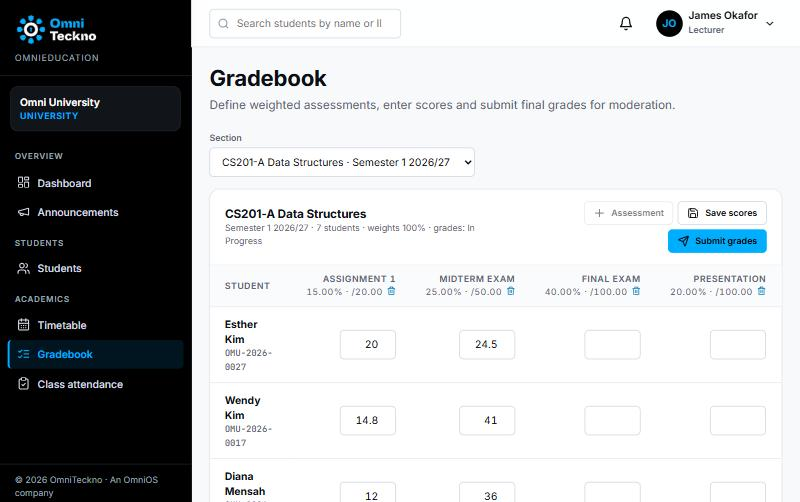 Omni
Teckno
OMNIEDUCATION
Omni University
UNIVERSITY
OVERVIEW
Dashboard
Announcements
STUDENTS
Students
ACADEMICS
Timetable
Gradebook
Class attendance
© 2026 OmniTeckno · An OmniOS
company
Search students by name or II
JO
James Okafor
Lecturer
Gradebook
Define weighted assessments, enter scores and submit final grades for moderation.
Section
CS201-A Data Structures · Semester 1 2026/27
CS201-A Data Structures
Semester 1 2026/27 · 7 students · weights 100% · grades: In
Progress
Assessment
Save scores
Submit grades
STUDENT
ASSIGNMENT 1
15.00% · /20.00
MIDTERM EXAM
25.00% · /50.00
FINAL EXAM
40.00% · /100.00
PRESENTATION
20.00% · /100.00
Esther
Kim
OMU-2026-
0027
20
24.5
Wendy
Kim
OMU-2026-
0017
14.8
41
Diana
Mensah
12
36